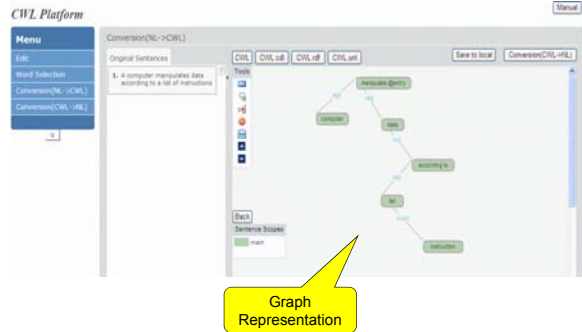 CWL Platform
Manual
Menu
Edit
Word Selection
Conversion(NL->CWL)
Conversion(CWL->NL)
Conversion(NL->CWL)
Original Sentences
1. A computer manipulates data
according to a list of instructions
CWL
CWL cdl
CWL rdf
CWL unl
Save to local
Conversion(CWL->NL)
Tools
manipulate @entry
computer
data
according to
list
instruction
Back
Sentence Scopes
main
Graph
Representation